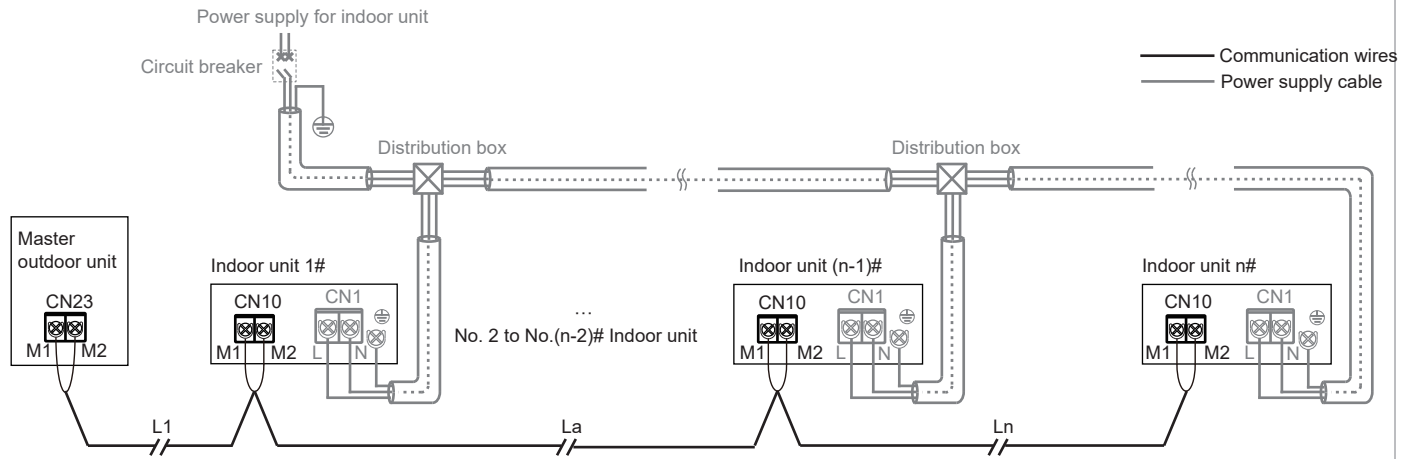 Power supply for indoor unit
Circuit breaker
Communication wires
Power supply cable
Distribution box
Distribution box
Master
outdoor unit
CN23
M1 M2
Indoor unit 1#
CN10 CN1
M1 M2 L N
…
No. 2 to No.(n-2)# Indoor unit
Indoor unit (n-1)#
CN10 CN1
M1 M2 L N
Indoor unit n#
CN10 CN1
M1 M2 L N
L1
La
Ln